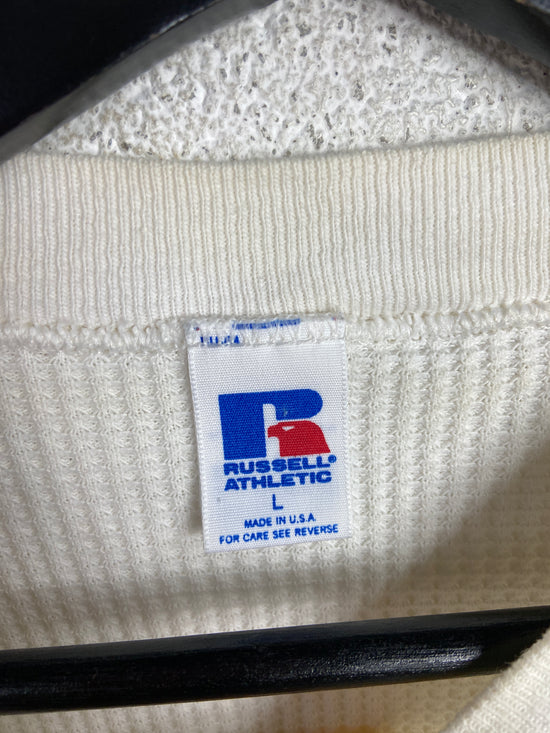 RUSSELL®
ATHLETIC
L
MADE IN U.S.A.
FOR CARE SEE REVERSE